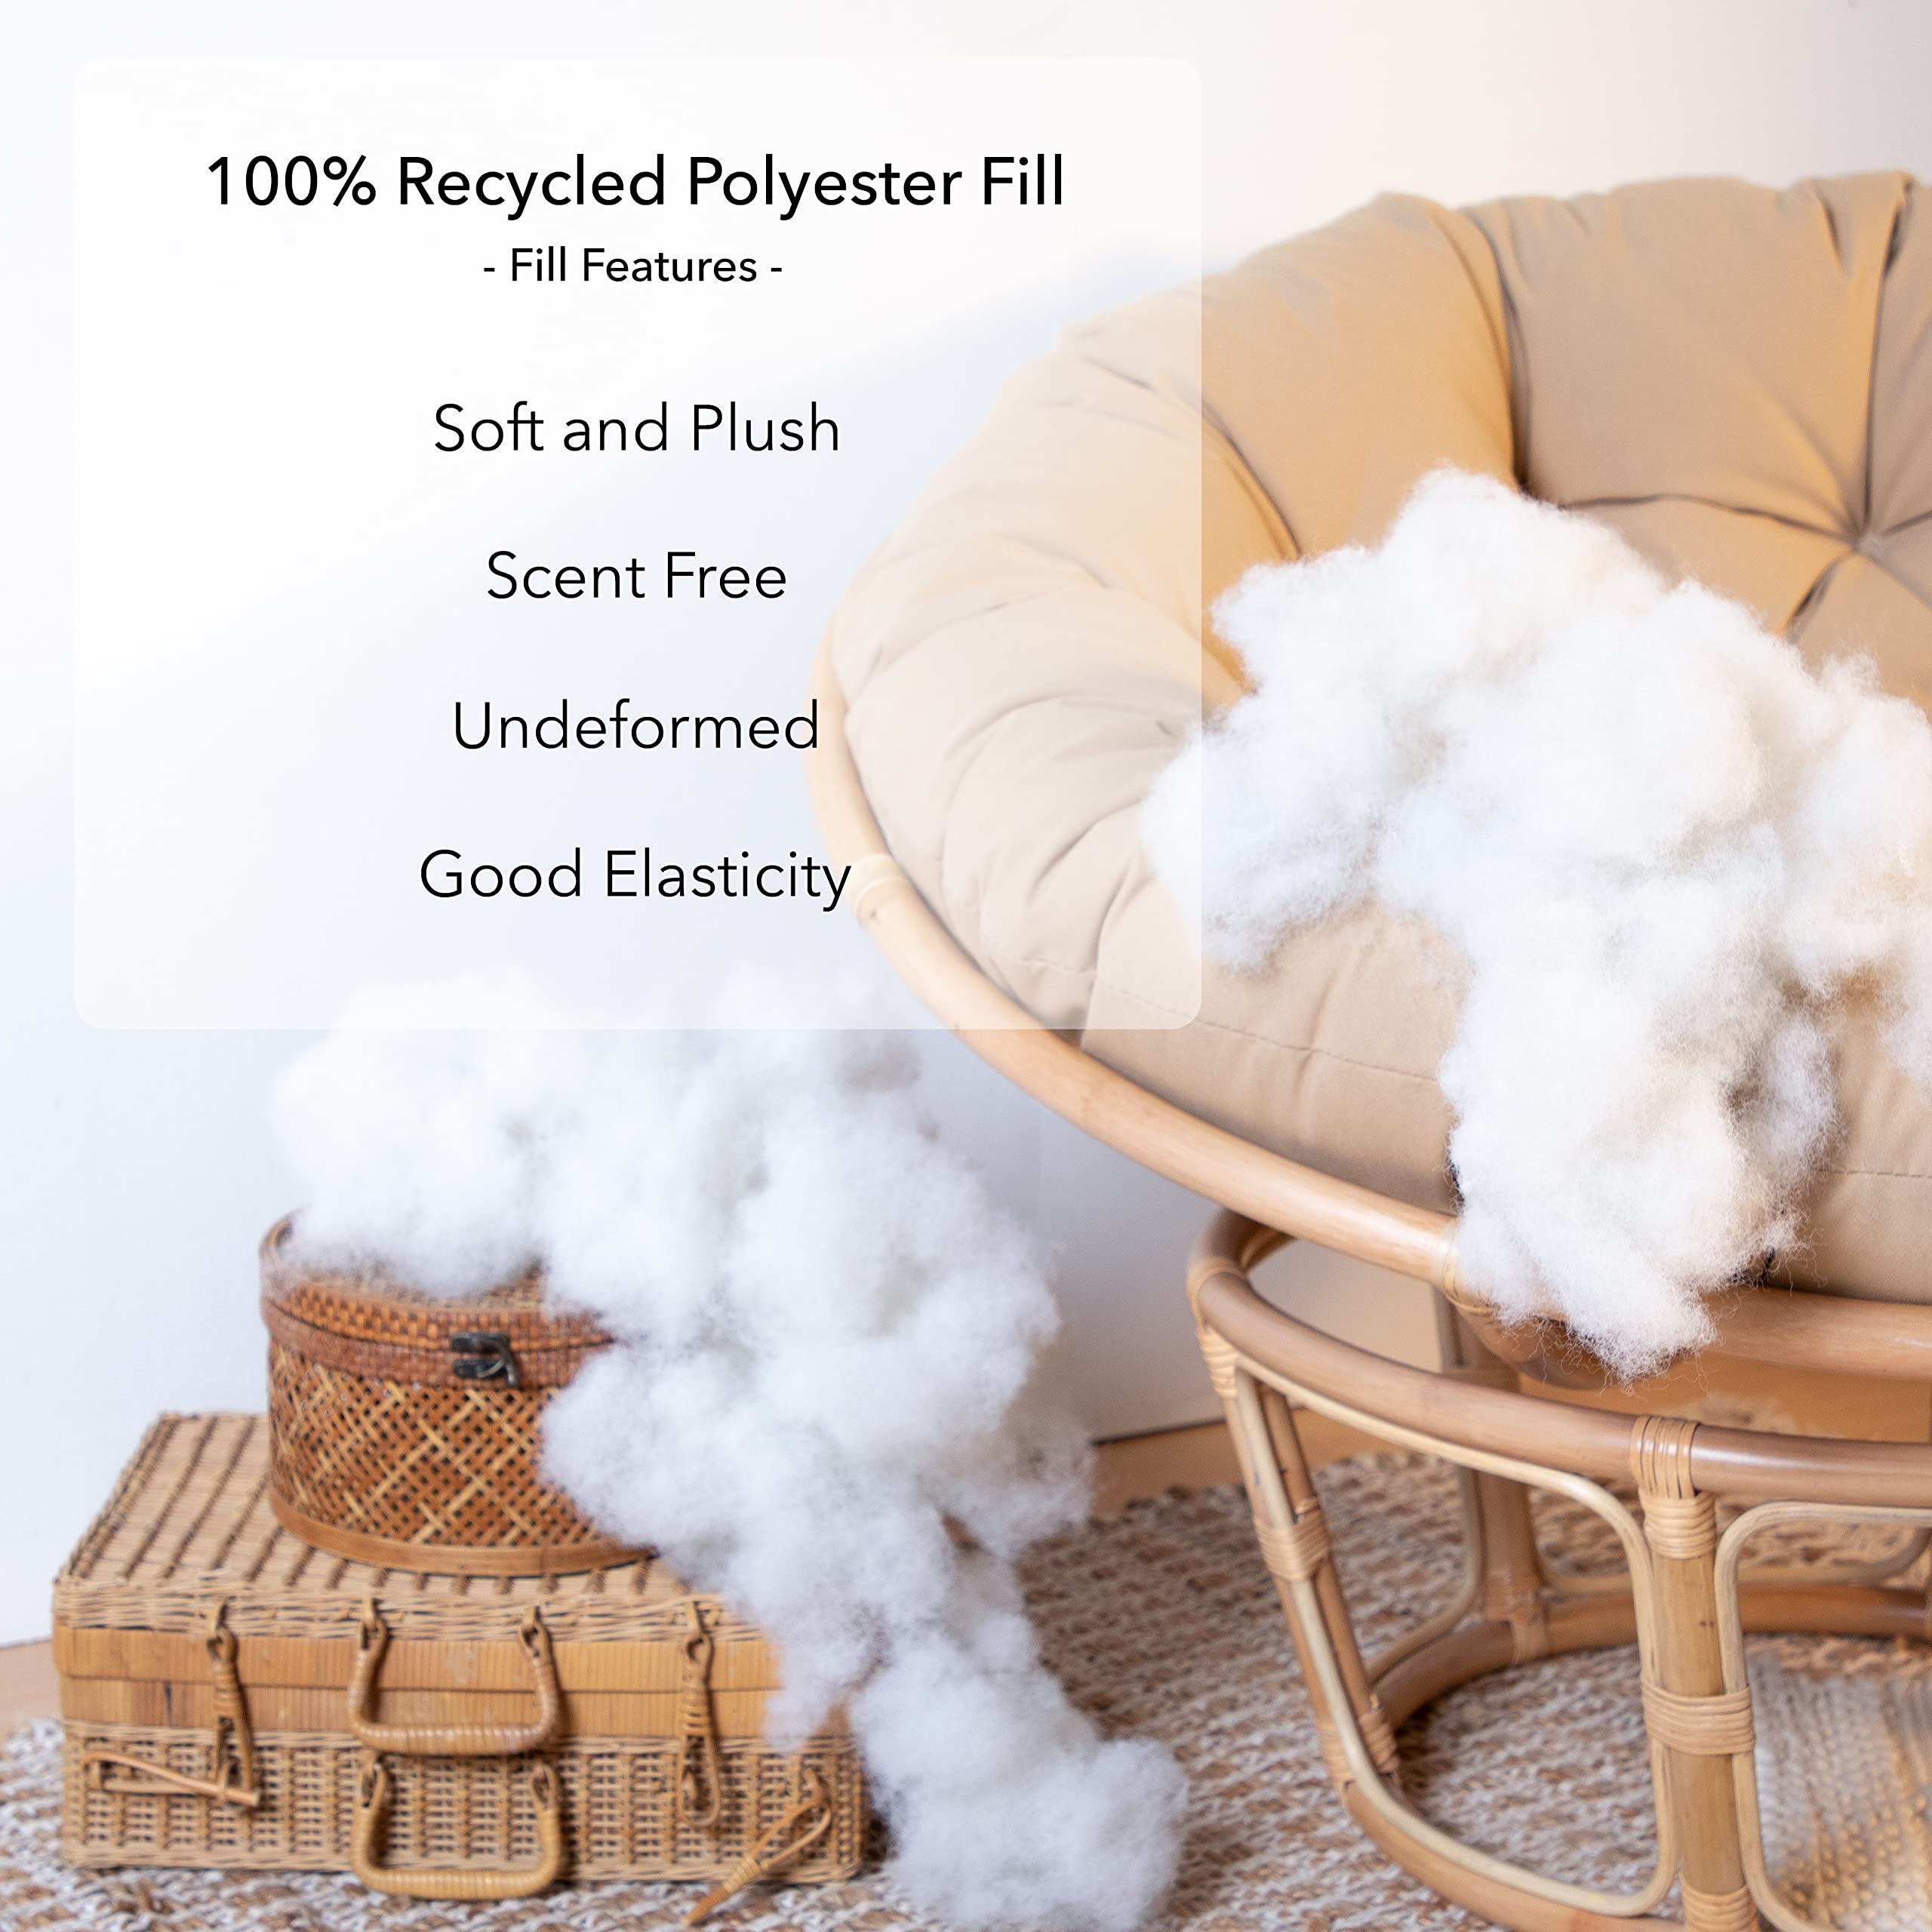 100% Recycled Polyester Fill
- Fill Features -
Soft and Plush
Scent Free
Undeformed
Good Elasticity